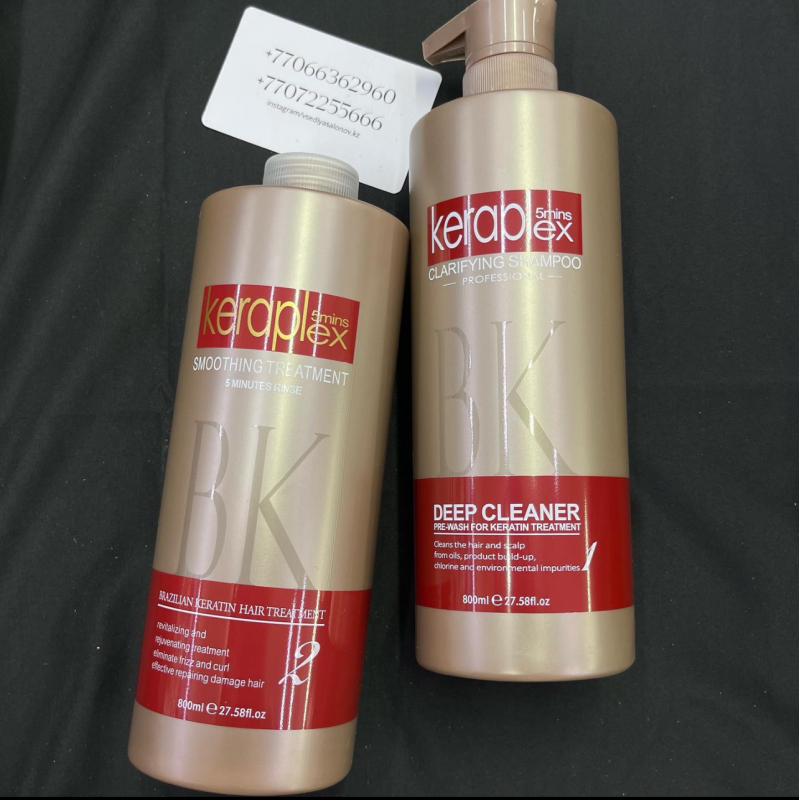 +77066362960
+77072255666
instagram/vsedlyasalonov.kz
keraplex
5mins
CLARIFYING SHAMPOO
PROFESSIONAL
BK
DEEP CLEANER
PRE-WASH FOR KERATIN TREATMENT
Cleans the hair and scalp
from oils, product build-up,
chlorine and environmental impurities
1
800ml e 27.58fl.oz
keraplex
5mins
SMOOTHING TREATMENT
5 MINUTES RINSE
BK
BRAZILIAN KERATIN HAIR TREATMENT
revitalizing and
rejuvenating treatment
eliminate frizz and curl
effective repairing damage hair
2
800ml e 27.58fl.oz